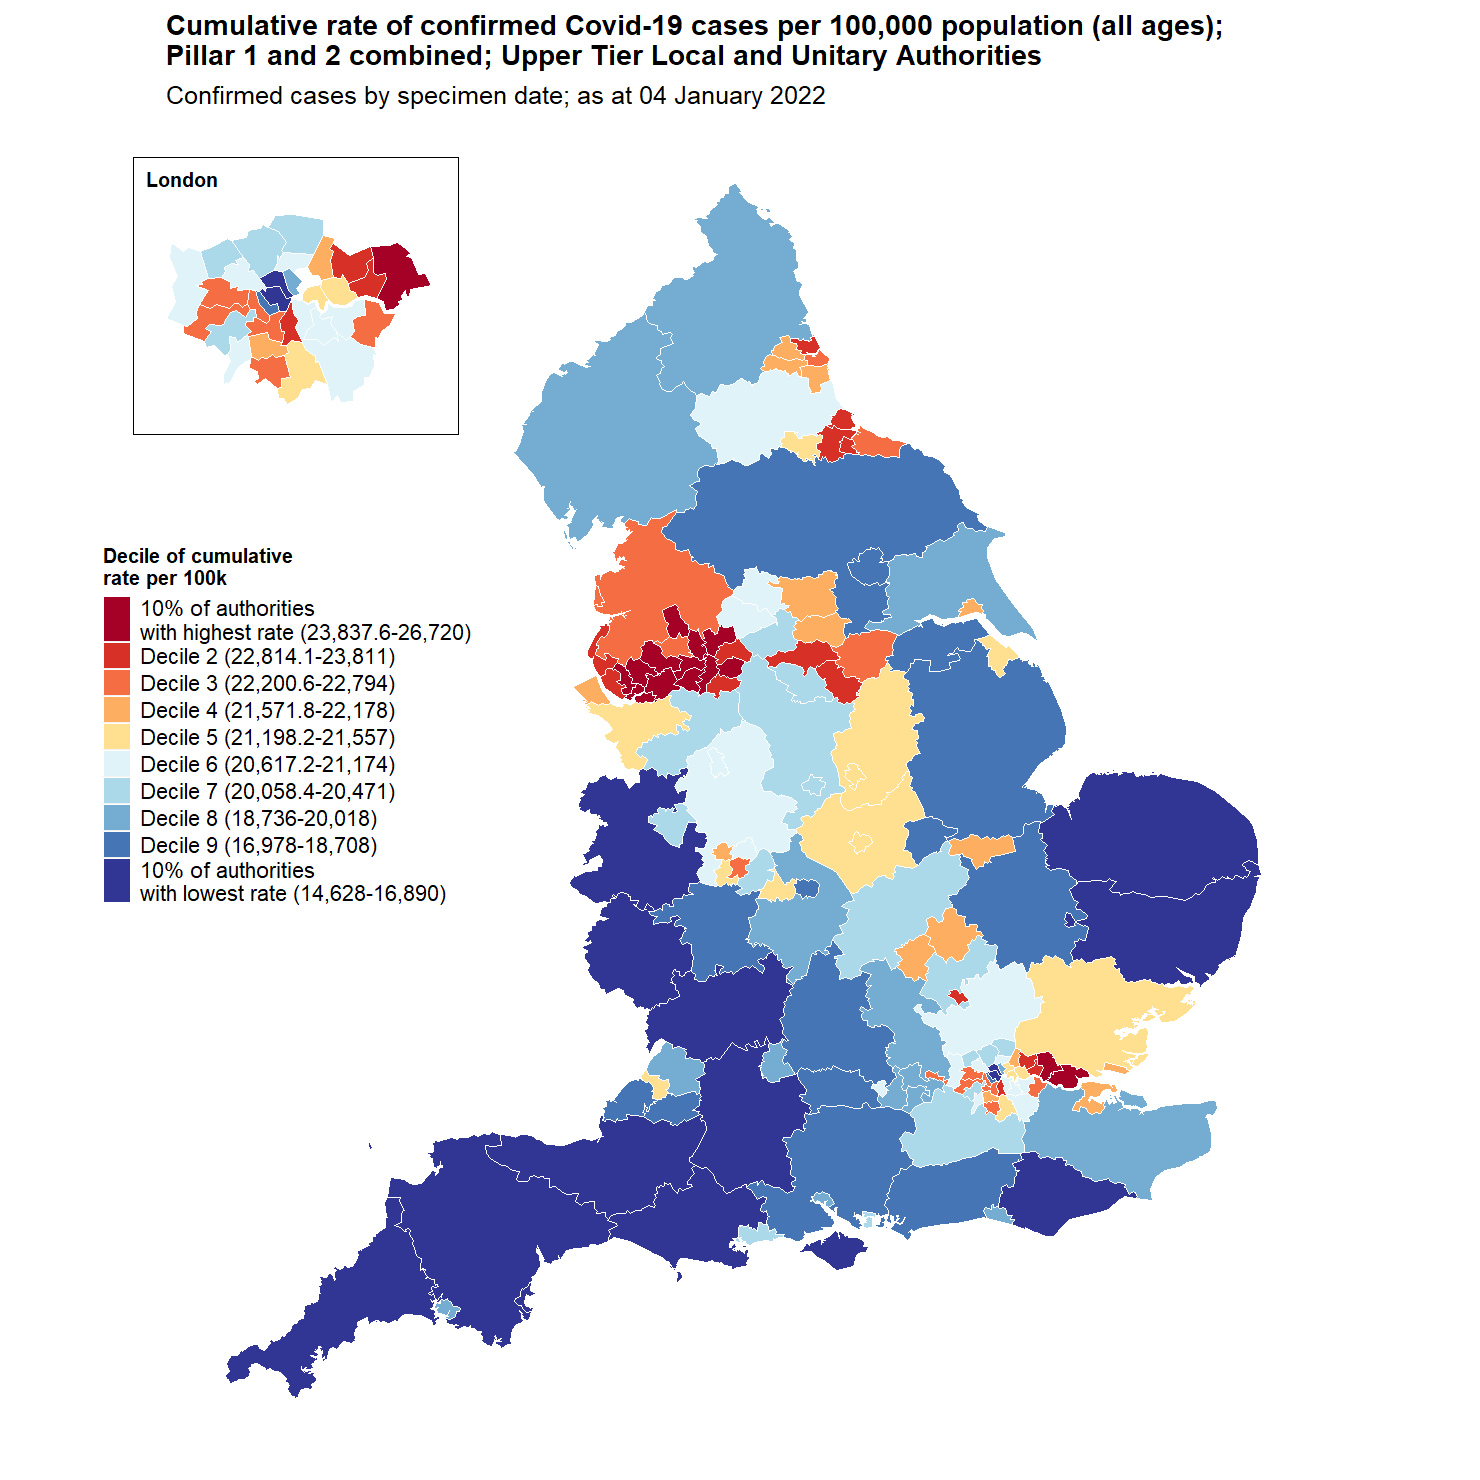 Cumulative rate of confirmed Covid-19 cases per 100,000 population (all ages);
Pillar 1 and 2 combined; Upper Tier Local and Unitary Authorities
Confirmed cases by specimen date; as at 04 January 2022
London
Decile of cumulative
rate per 100k
10% of authorities
with highest rate (23,837.6-26,720)
Decile 2 (22,814.1-23,811)
Decile 3 (22,200.6-22,794)
Decile 4 (21,571.8-22,178)
Decile 5 (21,198.2-21,557)
Decile 6 (20,617.2-21,174)
Decile 7 (20,058.4-20,471)
Decile 8 (18,736-20,018)
Decile 9 (16,978-18,708)
10% of authorities
with lowest rate (14,628-16,890)